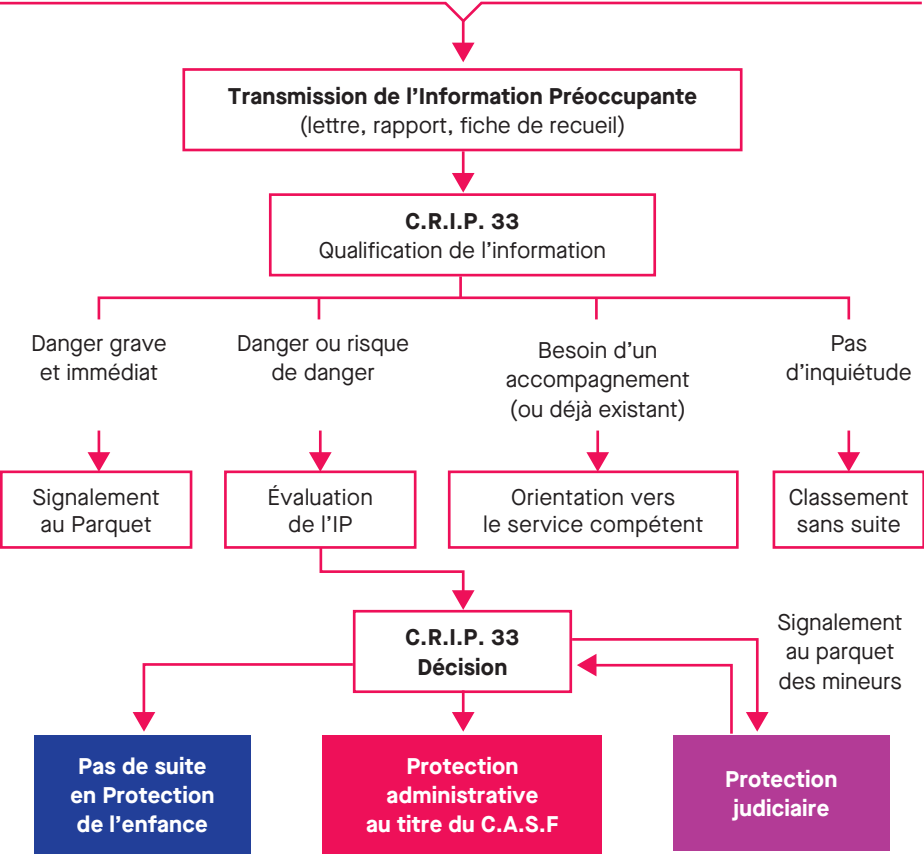 Transmission de l’Information Préoccupante
(lettre, rapport, fiche de recueil)
C.R.I.P. 33
Qualification de l’information
Danger grave
et immédiat
Danger ou risque
de danger
Besoin d’un
accompagnement
(ou déjà existant)
Pas
d’inquiétude
Signalement
au Parquet
Évaluation
de l’IP
Orientation vers
le service compétent
Classement
sans suite
C.R.I.P. 33
Décision
Signalement
au parquet
des mineurs
Pas de suite
en Protection
de l’enfance
Protection
administrative
au titre du C.A.S.F
Protection
judiciaire